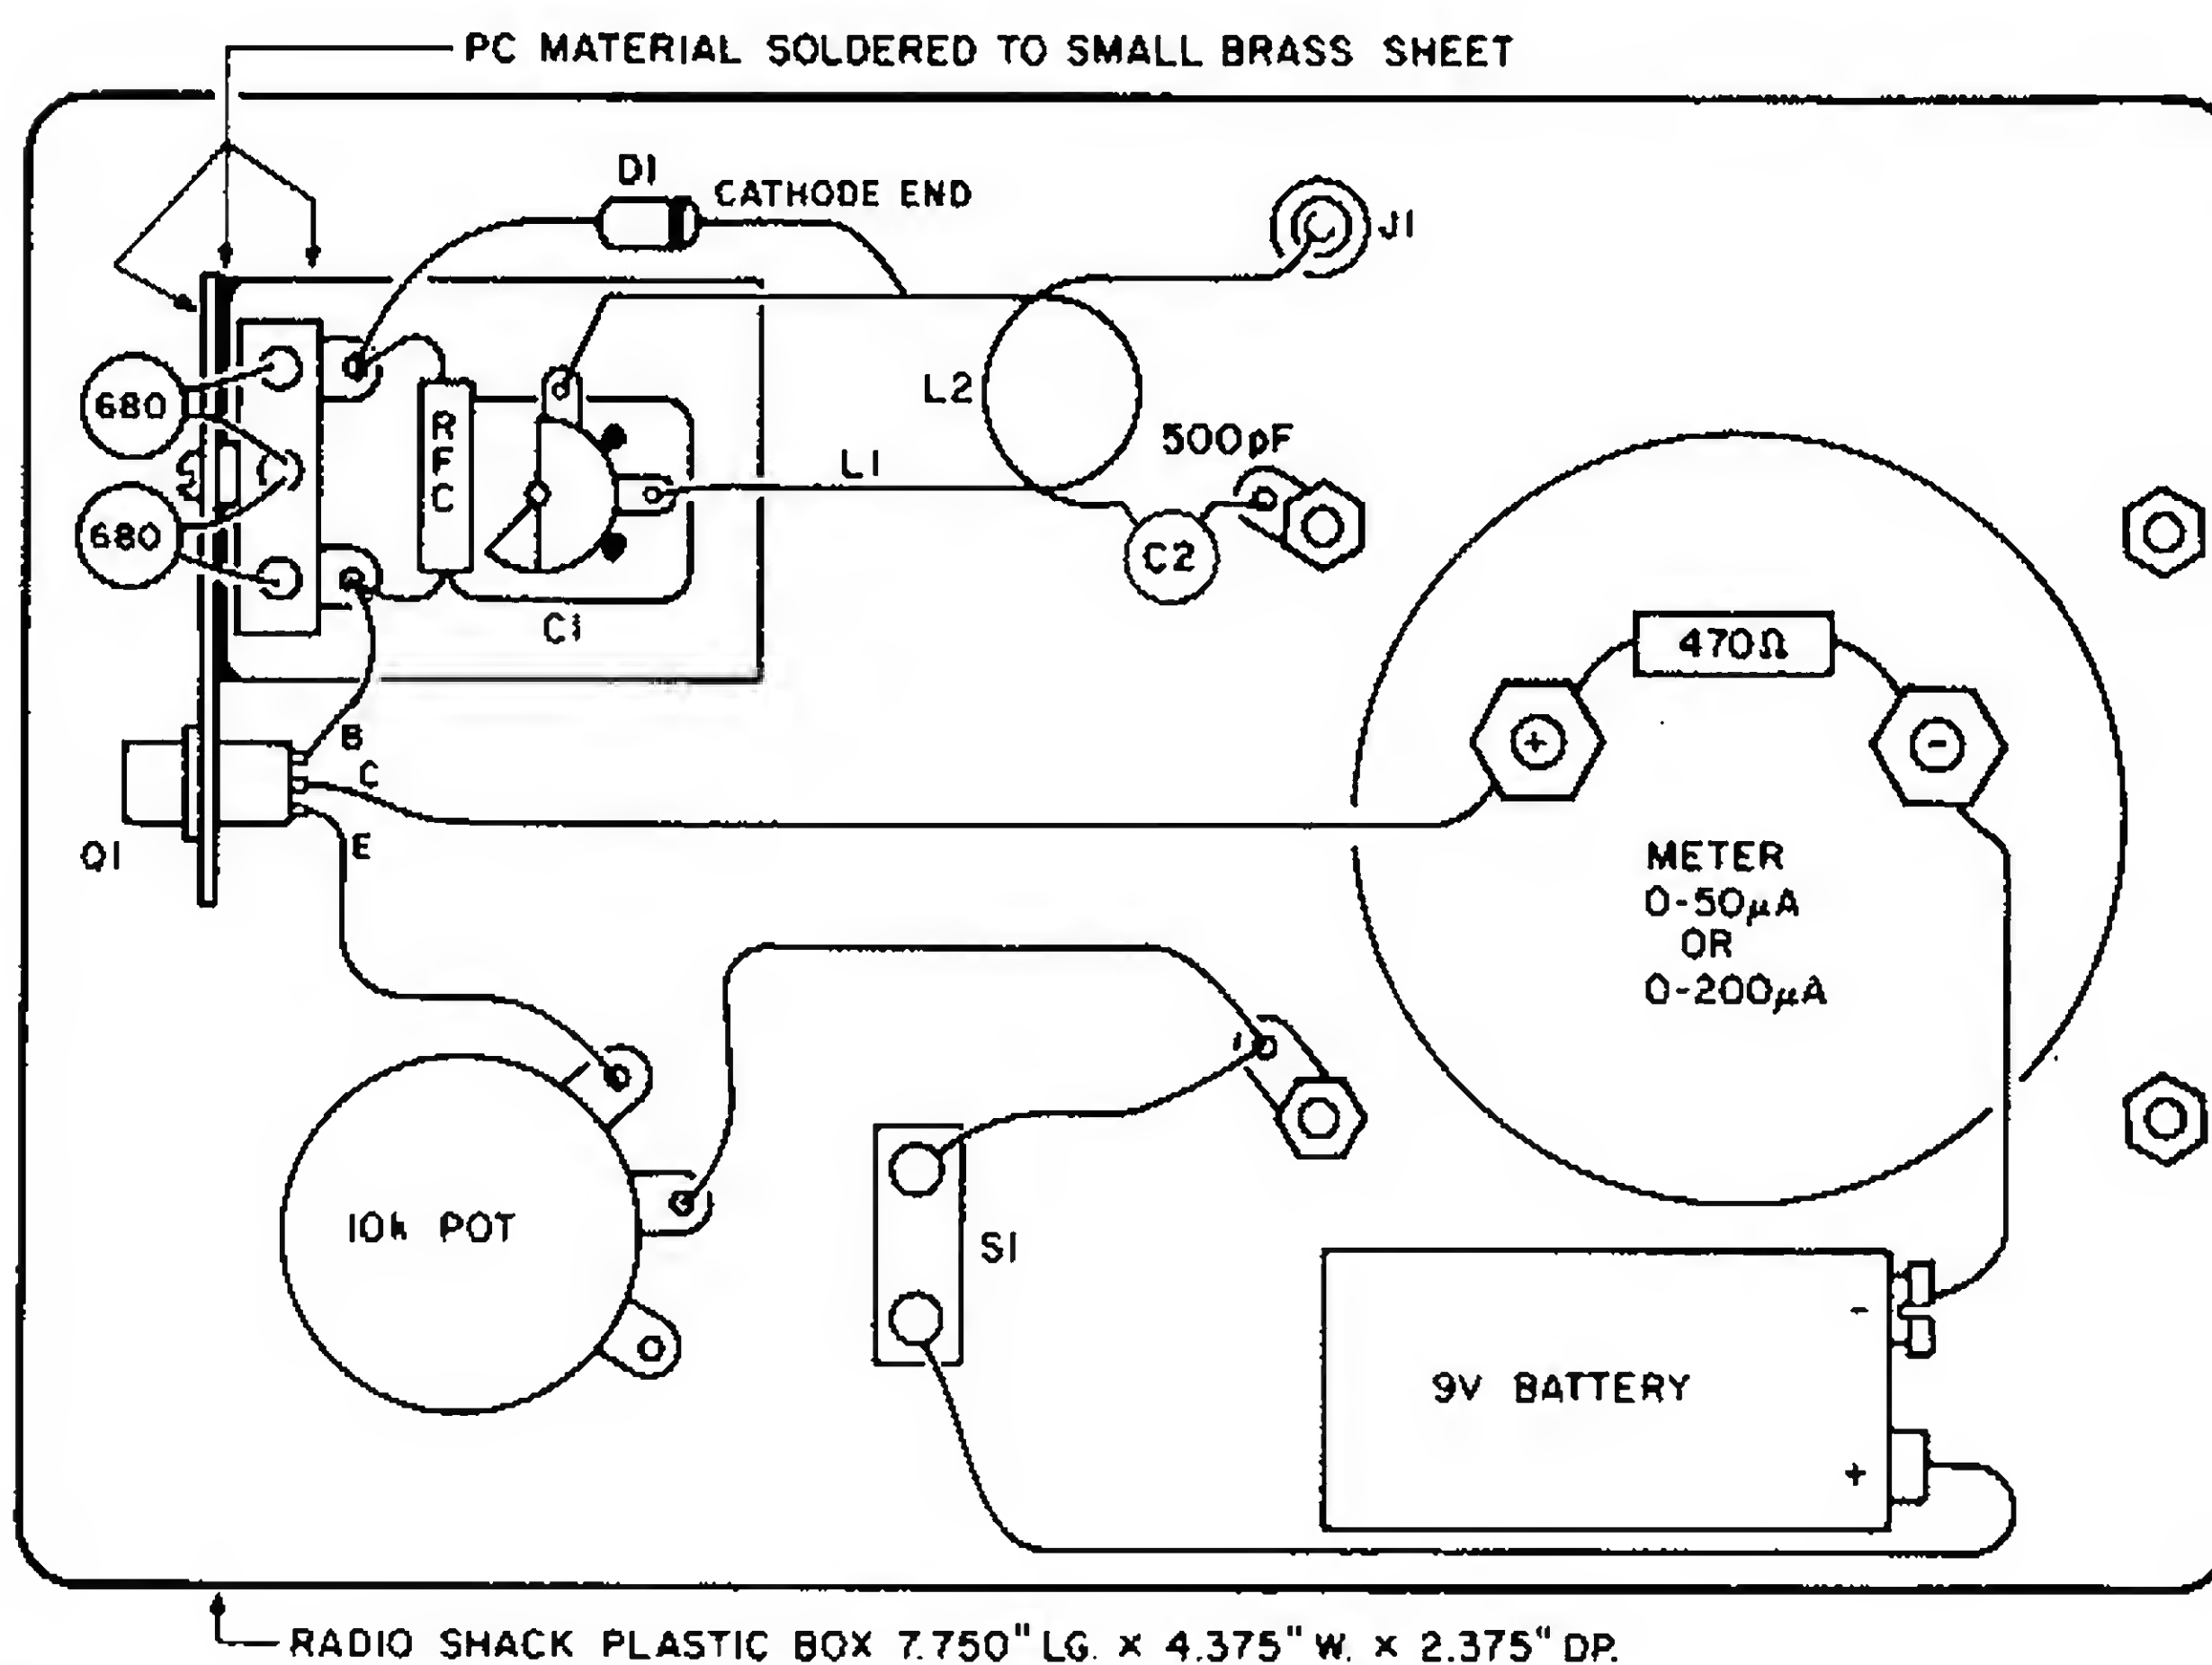 PC MATERIAL SOLDERED TO SMALL BRASS SHEET
D1
CATHODE END
J1
680
RFC
L2
500pF
L1
680
C2
C1
470Ω
B
+
-
C
E
Q1
METER
0-50μA
OR
0-200μA
10k POT
S1
-
9V BATTERY
+
RADIO SHACK PLASTIC BOX 7.750" LG. x 4.375" W. x 2.375" DP.